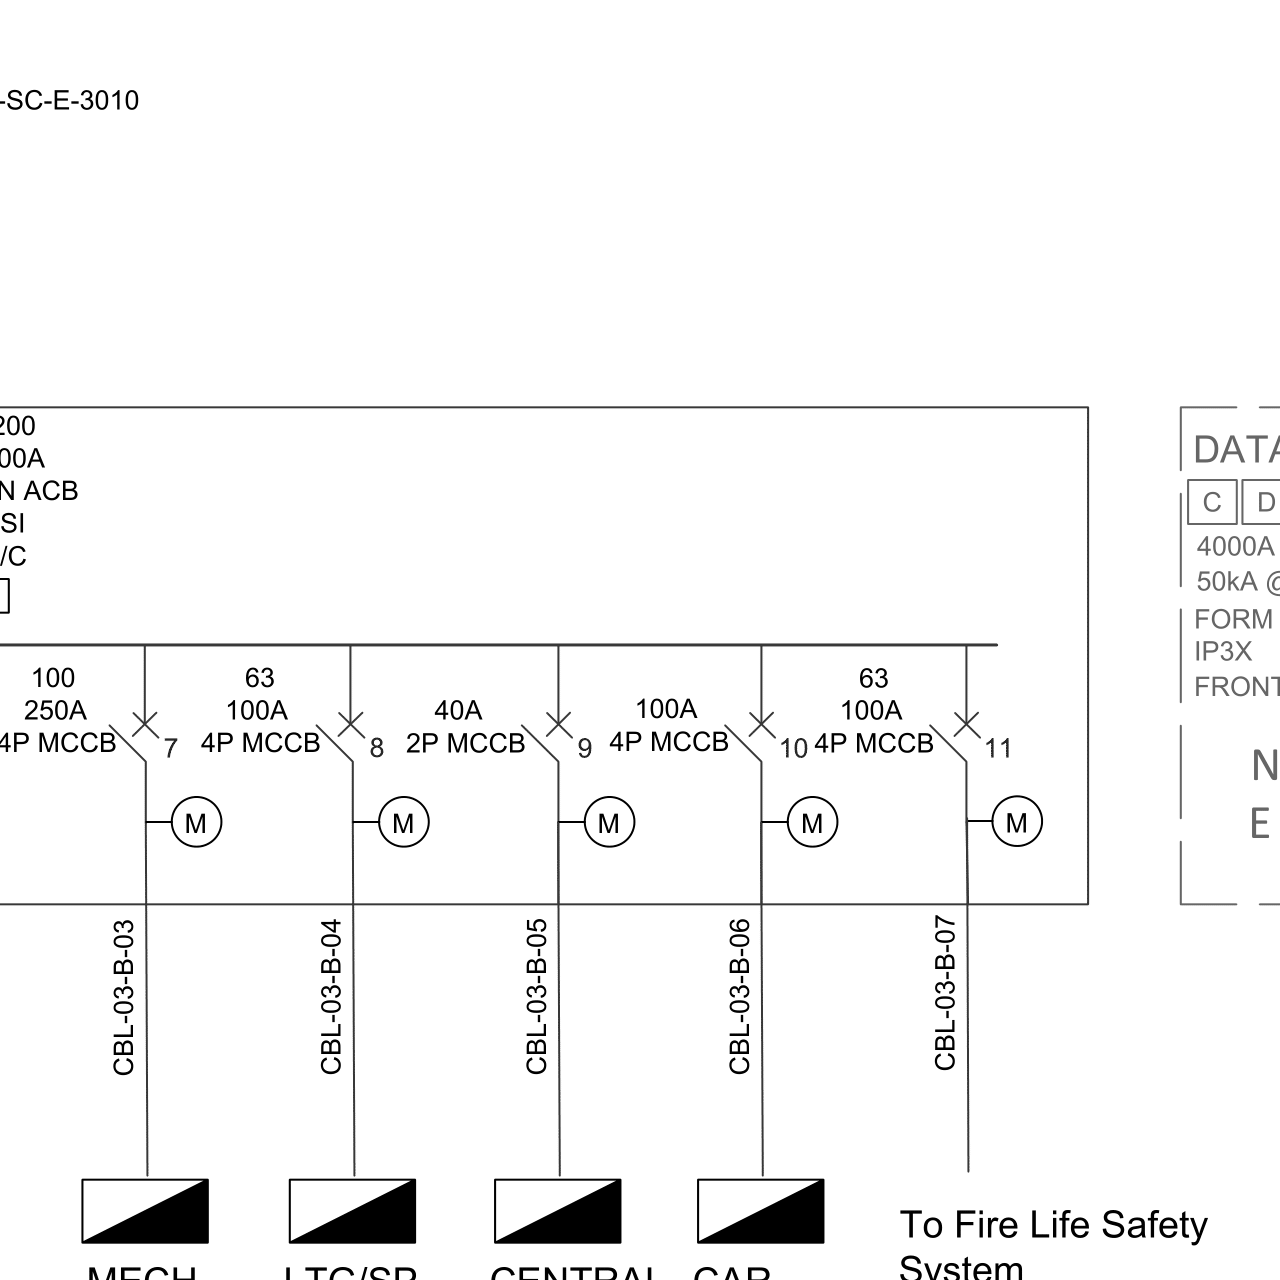 -SC-E-3010
200
00A
N ACB
SI
/C
100
250A
4P MCCB
7
M
63
100A
4P MCCB
8
M
40A
2P MCCB
9
M
100A
4P MCCB
10
M
63
100A
4P MCCB
11
M
CBL-03-B-03
CBL-03-B-04
CBL-03-B-05
CBL-03-B-06
CBL-03-B-07
MECH
LTG/SP
CENTRAL
CAR
To Fire Life Safety
System
DATA
C D
4000A
50kA @
FORM
IP3X
FRONT
N
E